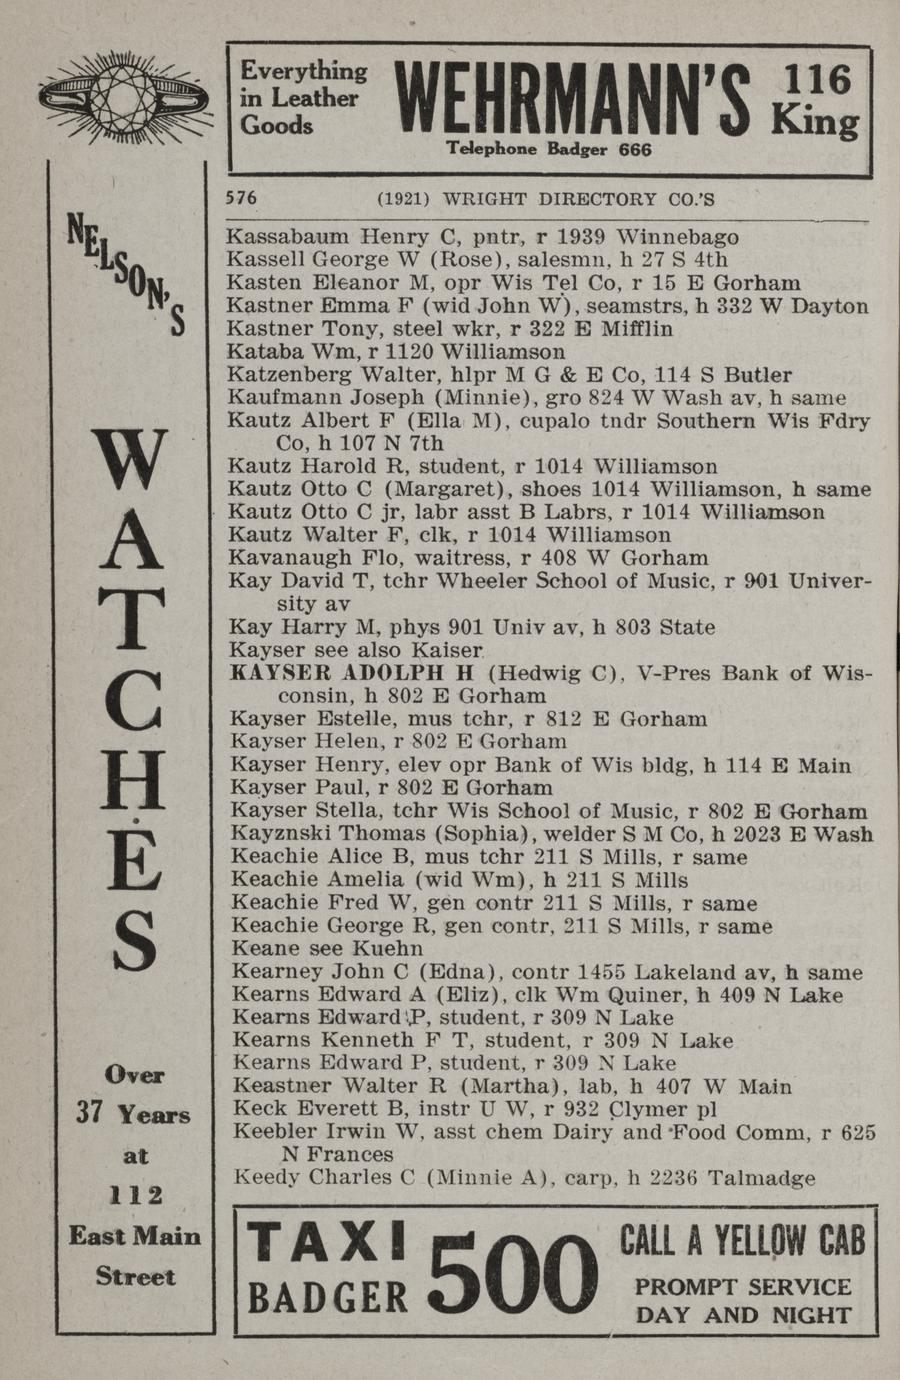 Everything
in Leather
Goods
WEHRMANN'S
116
King
Telephone Badger 666
576 (1921) WRIGHT DIRECTORY CO.'S
Kassabaum Henry C, pntr, r 1939 Winnebago
Kassell George W (Rose), salesmn, h 27 S 4th
Kasten Eleanor M, opr Wis Tel Co, r 15 E Gorham
Kastner Emma F (wid John W), seamstrs, h 332 W Dayton
Kastner Tony, steel wkr, r 322 E Mifflin
Kataba Wm, r 1120 Williamson
Katzenberg Walter, hlpr M G & E Co, 114 S Butler
Kaufmann Joseph (Minnie), gro 824 W Wash av, h same
Kautz Albert F (Ella M), cupalo tndr Southern Wis Fdry
Co, h 107 N 7th
Kautz Harold R, student, r 1014 Williamson
Kautz Otto C (Margaret), shoes 1014 Williamson, h same
Kautz Otto C jr, labr asst B Labrs, r 1014 Williamson
Kautz Walter F, clk, r 1014 Williamson
Kavanaugh Flo, waitress, r 408 W Gorham
Kay David T, tchr Wheeler School of Music, r 901 Univer-
sity av
Kay Harry M, phys 901 Univ av, h 803 State
Kayser see also Kaiser
KAYSER ADOLPH H (Hedwig C), V-Pres Bank of Wis-
consin, h 802 E Gorham
Kayser Estelle, mus tchr, r 812 E Gorham
Kayser Helen, r 802 E Gorham
Kayser Henry, elev opr Bank of Wis bldg, h 114 E Main
Kayser Paul, r 802 E Gorham
Kayser Stella, tchr Wis School of Music, r 802 E Gorham
Kayznski Thomas (Sophia), welder S M Co, h 2023 E Wash
Keachie Alice B, mus tchr 211 S Mills, r same
Keachie Amelia (wid Wm), h 211 S Mills
Keachie Fred W, gen contr 211 S Mills, r same
Keachie George R, gen contr, 211 S Mills, r same
Keane see Kuehn
Kearney John C (Edna), contr 1455 Lakeland av, h same
Kearns Edward A (Eliz), clk Wm Quiner, h 409 N Lake
Kearns Edward P, student, r 309 N Lake
Kearns Kenneth F T, student, r 309 N Lake
Kearns Edward P, student, r 309 N Lake
Keastner Walter R (Martha), lab, h 407 W Main
Keck Everett B, instr U W, r 932 Clymer pl
Keebler Irwin W, asst chem Dairy and Food Comm, r 625
N Frances
Keedy Charles C (Minnie A), carp, h 2236 Talmadge
NELSON'S
WATCHES
Over
37 Years
at
112
East Main
Street
TAXI
BADGER
500
CALL A YELLOW CAB
PROMPT SERVICE
DAY AND NIGHT